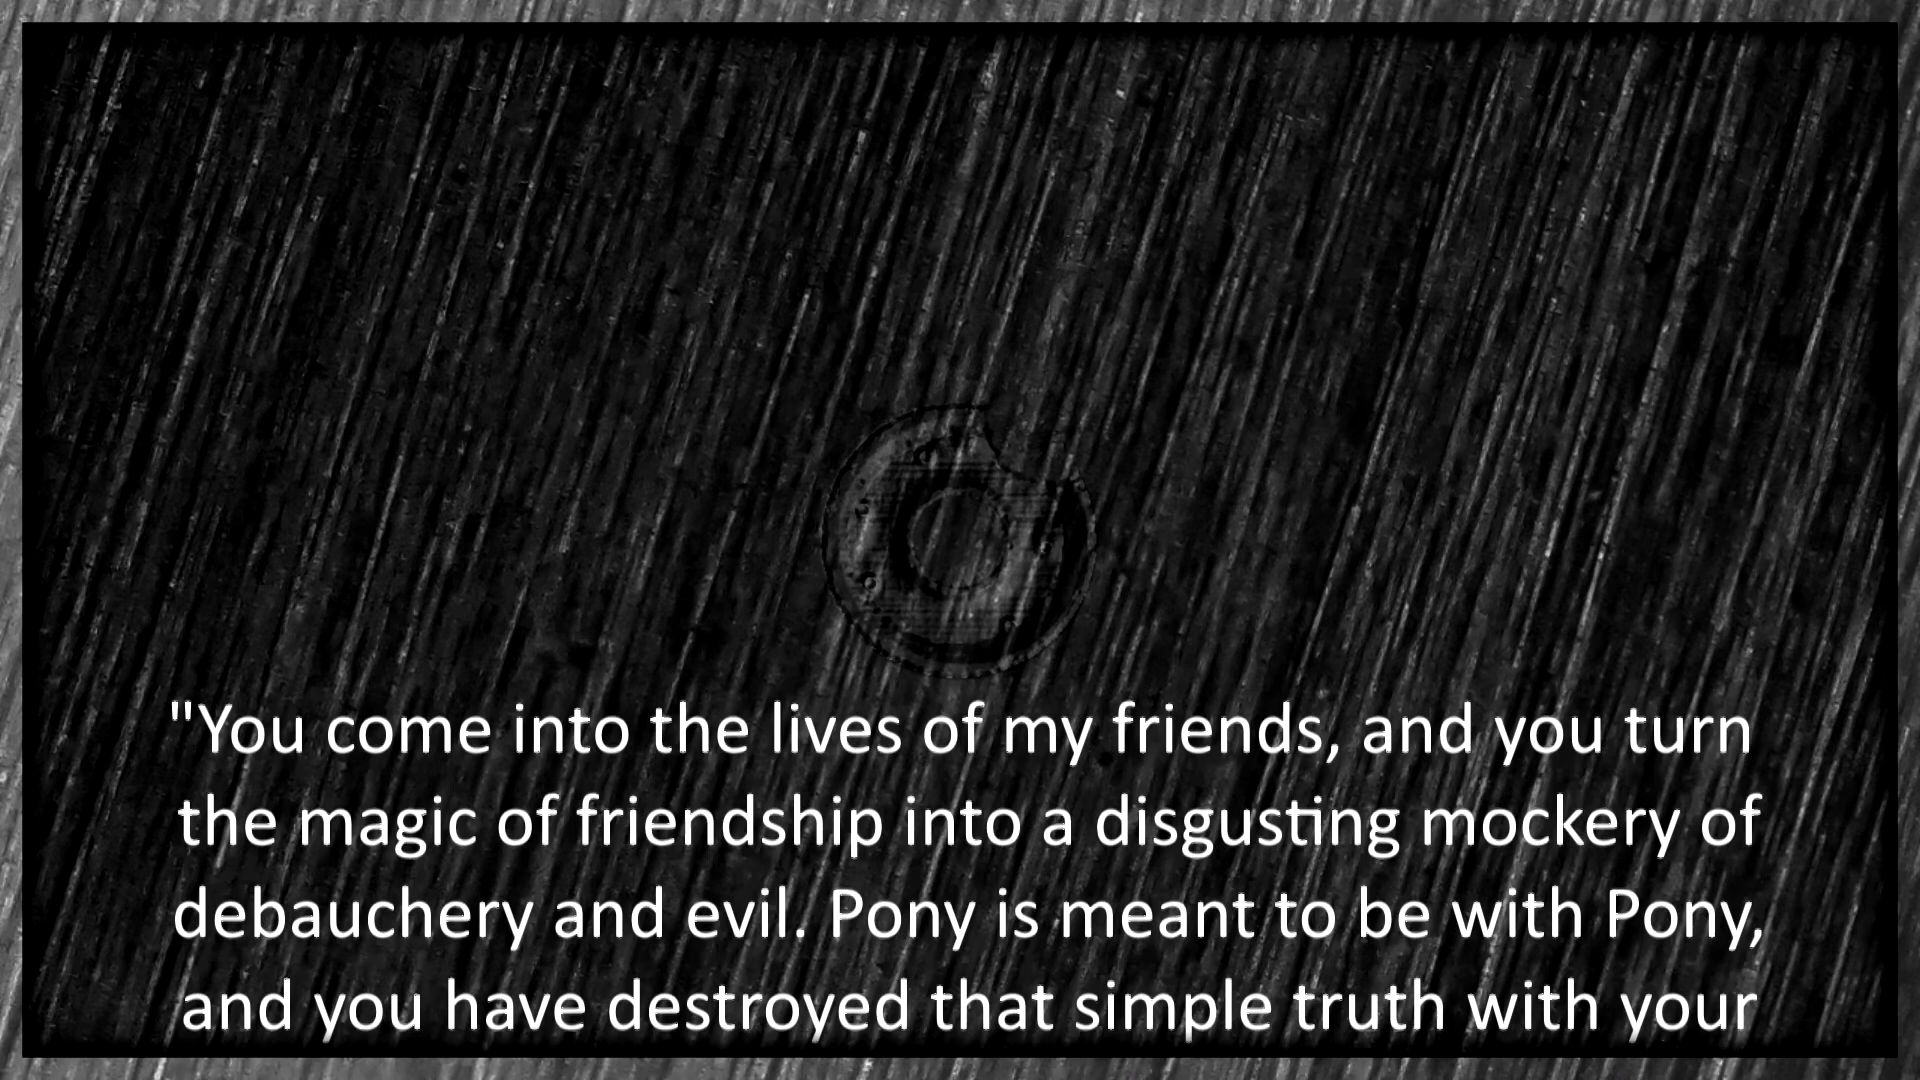 "You come into the lives of my friends, and you turn
the magic of friendship into a disgusting mockery of
debauchery and evil. Pony is meant to be with Pony,
and you have destroyed that simple truth with your